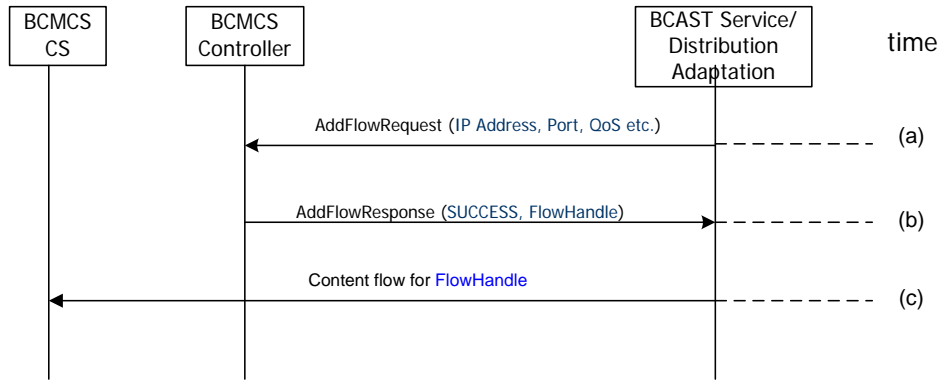 BCMCS
CS
BCMCS
Controller
BCAST Service/
Distribution
Adaptation
time
AddFlowRequest (IP Address, Port, QoS etc.)
(a)
AddFlowResponse (SUCCESS, FlowHandle)
(b)
Content flow for FlowHandle
(c)